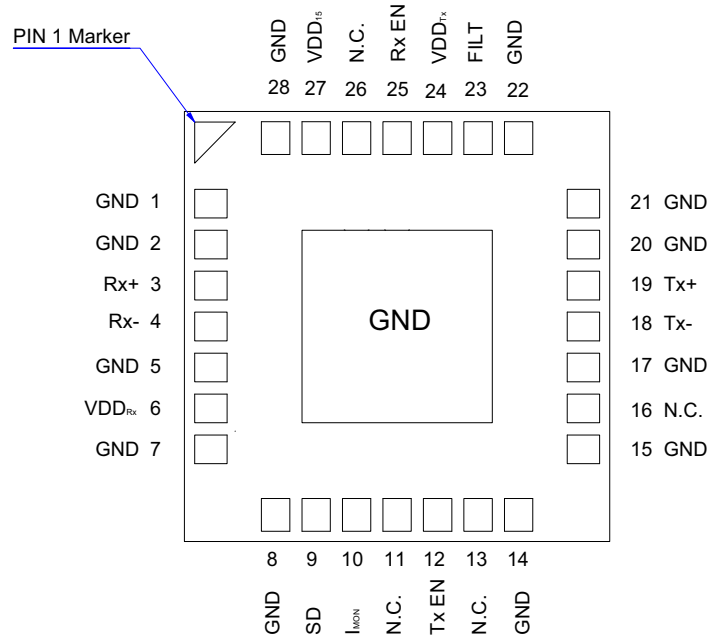 PIN 1 Marker
GND VDD15 N.C. Rx EN VDDTx FILT GND
28 27 26 25 24 23 22
GND 1
GND 2
Rx+ 3
Rx- 4
GND 5
VDDRx 6
GND 7
GND
21 GND
20 GND
19 Tx+
18 Tx-
17 GND
16 N.C.
15 GND
8 9 10 11 12 13 14
GND SD IMON N.C. Tx EN N.C. GND